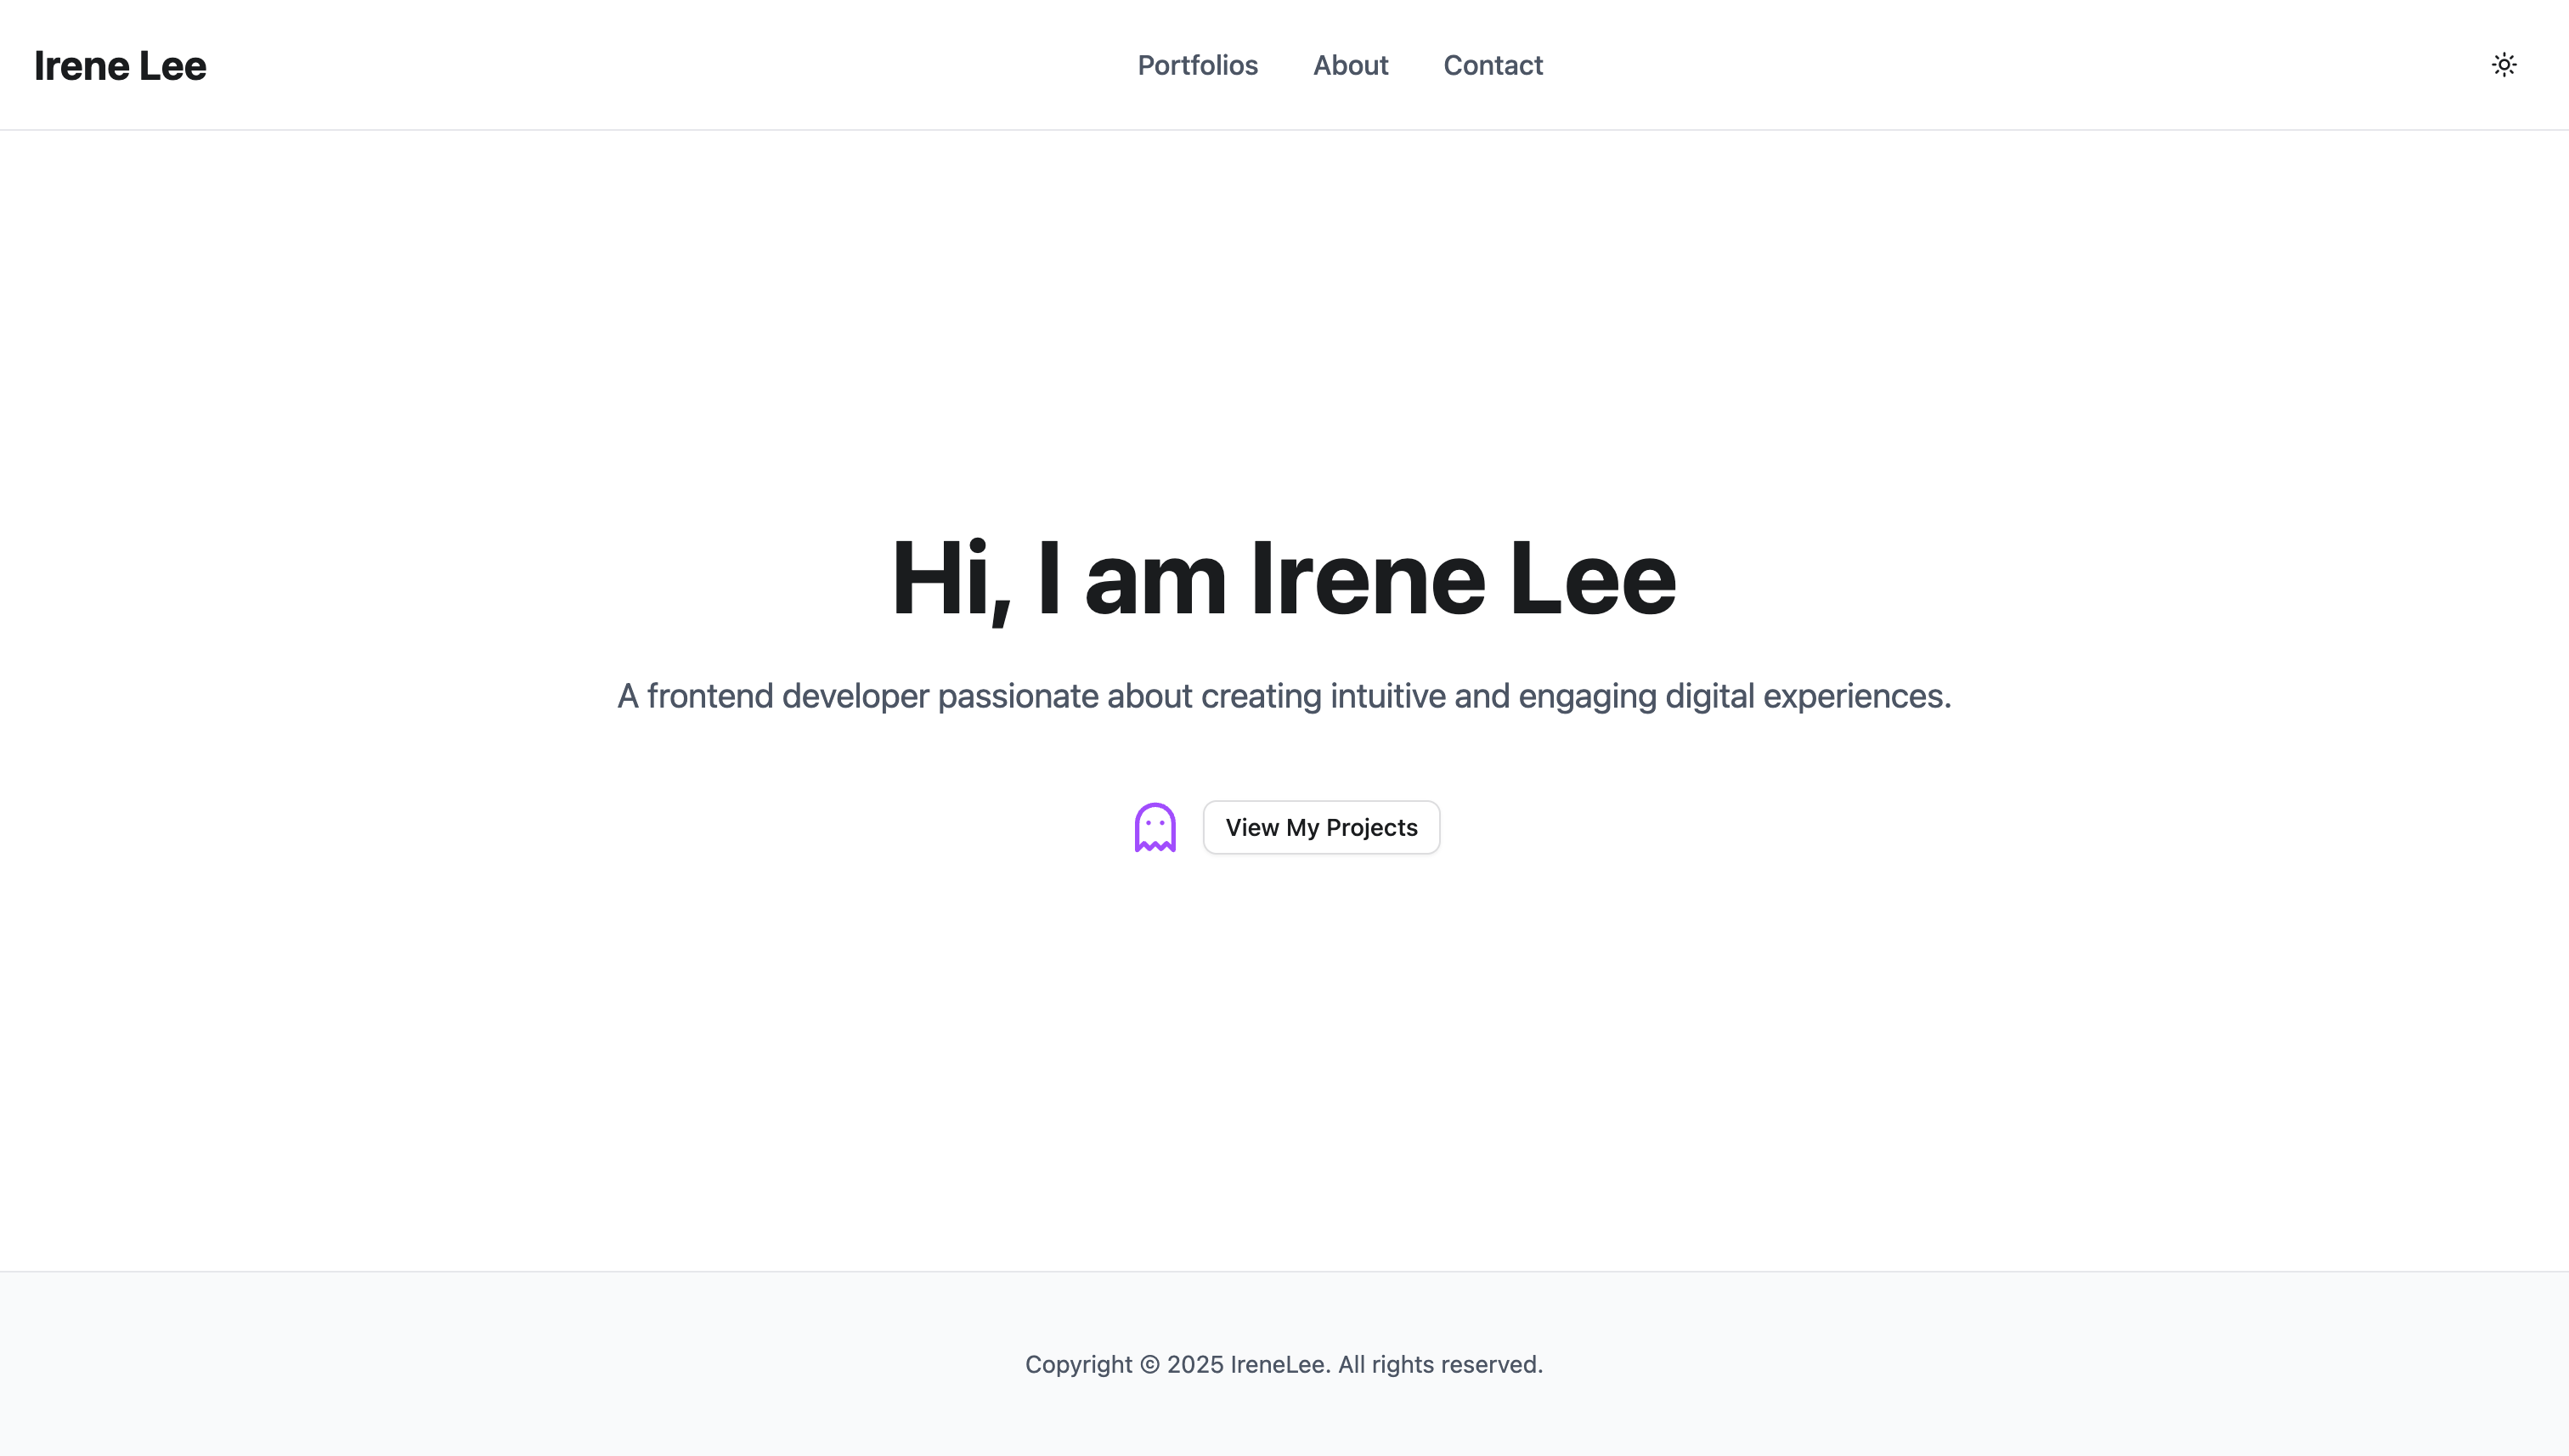 Irene Lee
Portfolios About Contact
Hi, I am Irene Lee
A frontend developer passionate about creating intuitive and engaging digital experiences.
View My Projects
Copyright © 2025 IreneLee. All rights reserved.